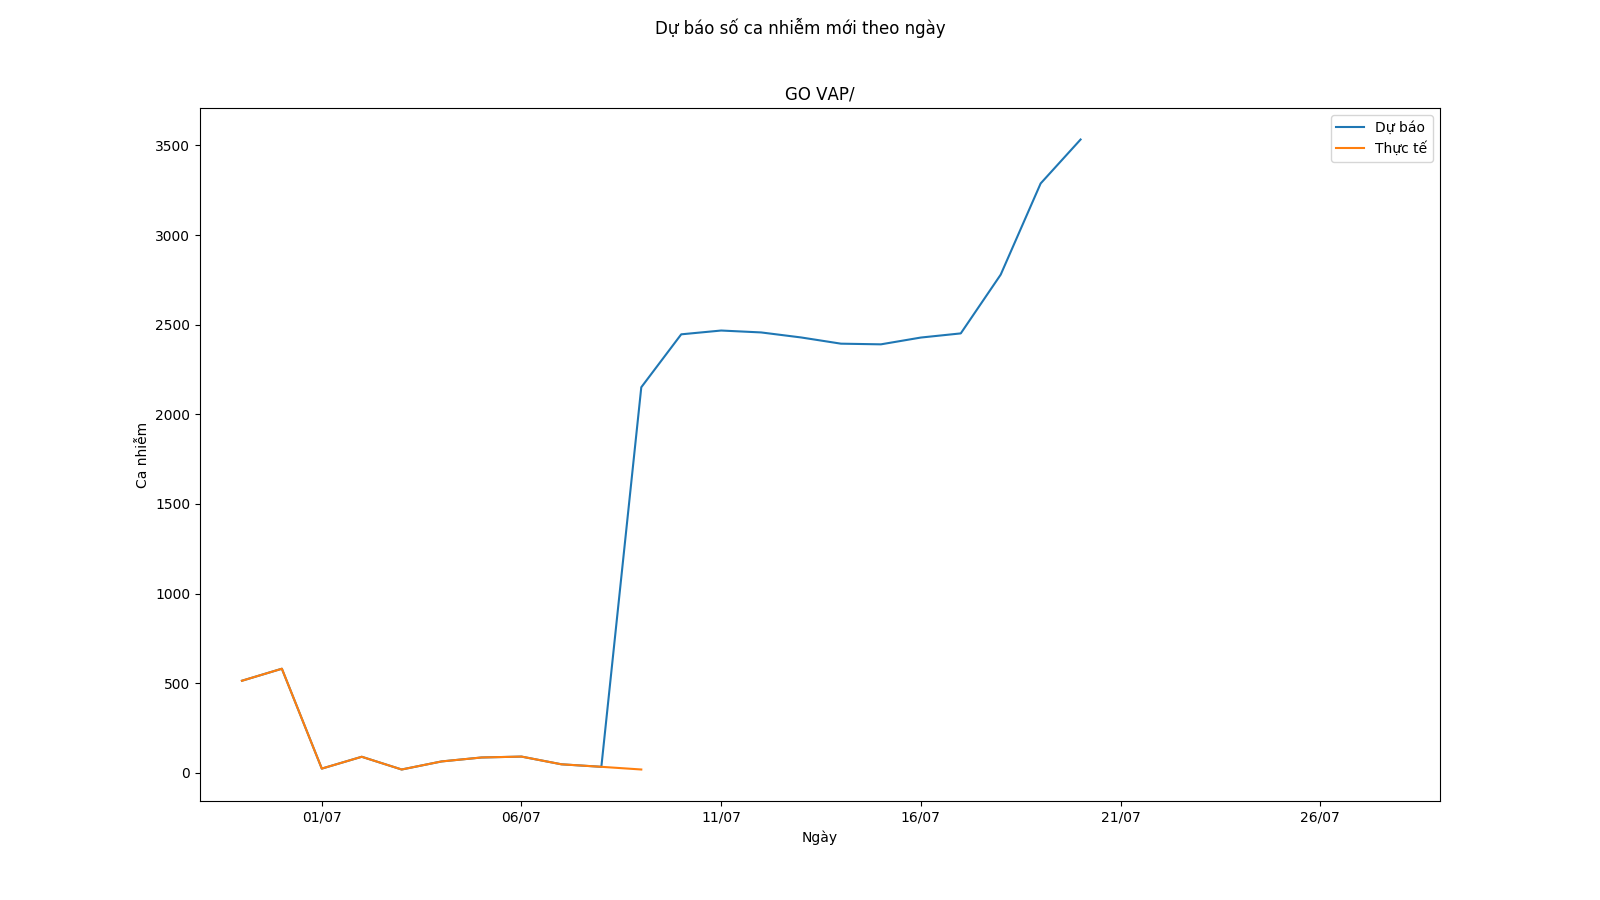 Dự báo số ca nhiễm mới theo ngày
GO VAP/
Dự báo
Thực tế
3500
3000
2500
2000
1500
1000
500
0
Ca nhiễm
01/07 06/07 11/07 16/07 21/07 26/07
Ngày